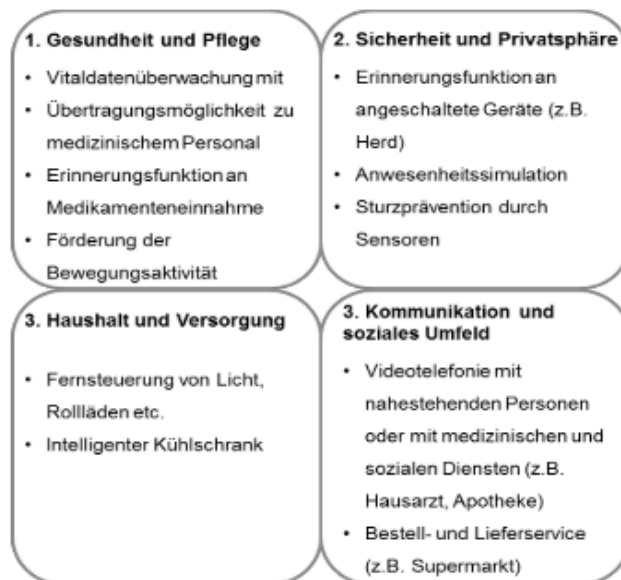 1. Gesundheit und Pflege
• Vitaldatenüberwachung mit
• Übertragungsmöglichkeit zu
medizinischem Personal
• Erinnerungsfunktion an
Medikamenteneinnahme
• Förderung der
Bewegungsaktivität
2. Sicherheit und Privatsphäre
• Erinnerungsfunktion an
angeschaltete Geräte (z.B.
Herd)
• Anwesenheitssimulation
• Sturzprävention durch
Sensoren
3. Haushalt und Versorgung
• Fernsteuerung von Licht,
Rollläden etc.
• Intelligenter Kühlschrank
3. Kommunikation und
soziales Umfeld
• Videotelefonie mit
nahestehenden Personen
oder mit medizinischen und
sozialen Diensten (z.B.
Hausarzt, Apotheke)
• Bestell- und Lieferservice
(z.B. Supermarkt)